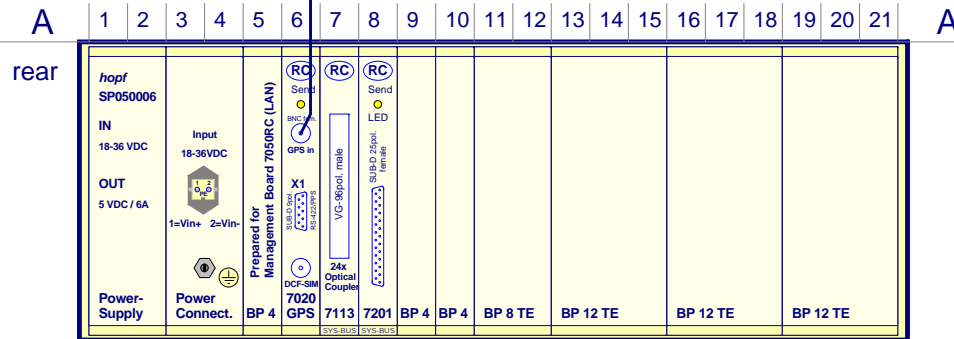 A 1 2 3 4 5 6 7 8 9 10 11 12 13 14 15 16 17 18 19 20 21 A
rear
hopf
SP050006
IN
18-36 VDC
OUT
5 VDC / 6A
Power-
Supply
Input
18-36VDC
1 2
PE
1=Vin+ 2=Vin-
Power
Connect.
Prepared for
Management Board 7050RC (LAN)
BP 4
RC
Send
BNC fem.
GPS in
X1
SUB-D 9pol.
RS-422/PPS
DCF-SIM
7020
GPS
RC
VG-96pol. male
24x
Optical
Coupler
7113
SYS-BUS
RC
Send
LED
SUB-D 25pol.
female
7201
SYS-BUS
BP 4
BP 4
BP 8 TE
BP 12 TE
BP 12 TE
BP 12 TE